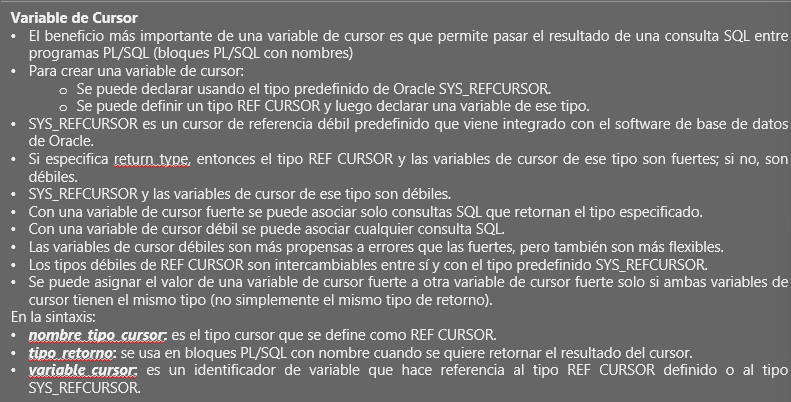 Variable de Cursor
• El beneficio más importante de una variable de cursor es que permite pasar el resultado de una consulta SQL entre
programas PL/SQL (bloques PL/SQL con nombres)
• Para crear una variable de cursor:
o Se puede declarar usando el tipo predefinido de Oracle SYS_REFCURSOR.
o Se puede definir un tipo REF CURSOR y luego declarar una variable de ese tipo.
• SYS_REFCURSOR es un cursor de referencia débil predefinido que viene integrado con el software de base de datos
de Oracle.
• Si especifica return_type, entonces el tipo REF CURSOR y las variables de cursor de ese tipo son fuertes; si no, son
débiles.
• SYS_REFCURSOR y las variables de cursor de ese tipo son débiles.
• Con una variable de cursor fuerte se puede asociar solo consultas SQL que retornan el tipo especificado.
• Con una variable de cursor débil se puede asociar cualquier consulta SQL.
• Las variables de cursor débiles son más propensas a errores que las fuertes, pero también son más flexibles.
• Los tipos débiles de REF CURSOR son intercambiables entre sí y con el tipo predefinido SYS_REFCURSOR.
• Se puede asignar el valor de una variable de cursor fuerte a otra variable de cursor fuerte solo si ambas variables de
cursor tienen el mismo tipo (no simplemente el mismo tipo de retorno).
En la sintaxis:
• nombre_tipo_cursor: es el tipo cursor que se define como REF CURSOR.
• tipo_retorno: se usa en bloques PL/SQL con nombre cuando se quiere retornar el resultado del cursor.
• variable_cursor: es un identificador de variable que hace referencia al tipo REF CURSOR definido o al tipo
SYS_REFCURSOR.